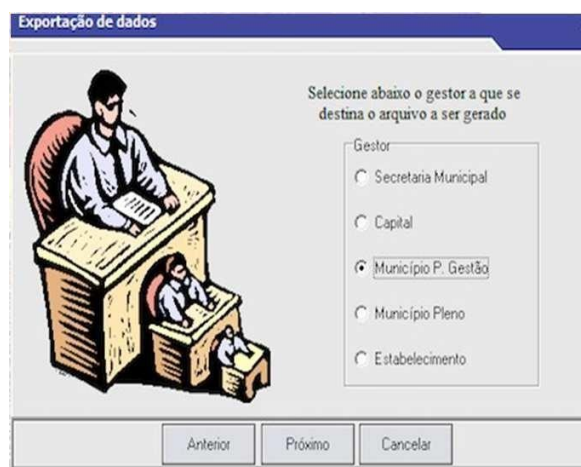 Exportação de dados
Selecione abaixo o gestor a que se
destina o arquivo a ser gerado
Gestor
Secretaria Municipal
Capital
Município P. Gestão
Município Pleno
Estabelecimento
Anterior
Próximo
Cancelar